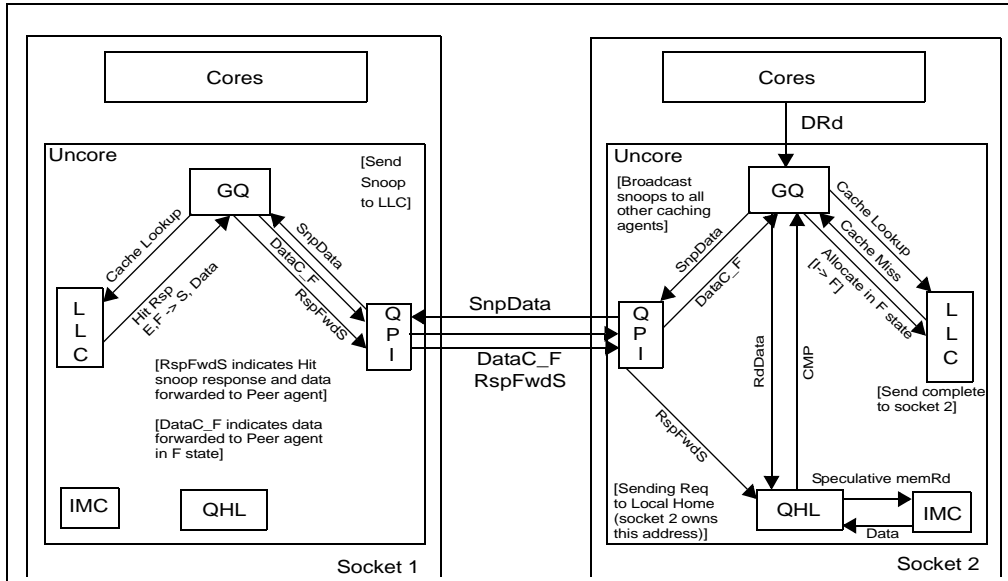 Cores
Uncore
[Send
Snoop
to LLC]
GQ
Cache Lookup
Hit Rsp
E,F -> S, Data
SnpData
DataC_F
RspFwdS
L
L
C
Q
P
I
[RspFwdS indicates Hit
snoop response and data
forwarded to Peer agent]
[DataC_F indicates data
forwarded to Peer agent
in F state]
IMC
QHL
Socket 1
SnpData
DataC_F
RspFwdS
Cores
DRd
Uncore
[Broadcast
snoops to all
other caching
agents]
GQ
SnpData
DataC_F
Cache Lookup
Cache Miss
Allocate in F state
[I-> F]
Q
P
I
L
L
C
RdData
CMP
[Send complete
to socket 2]
RspFwdS
[Sending Req
to Local Home
(socket 2 owns
this address)]
QHL
Speculative memRd
Data
IMC
Socket 2